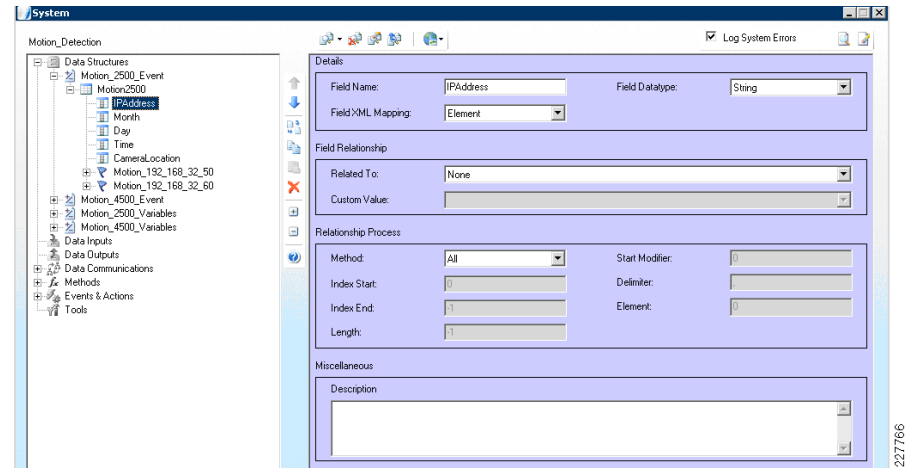 System
Motion_Detection
Log System Errors
Data Structures
Motion_2500_Event
Motion2500
IPAddress
Month
Day
Time
CameraLocation
Motion_192_168_32_50
Motion_192_168_32_60
Motion_4500_Event
Motion_2500_Variables
Motion_4500_Variables
Data Inputs
Data Outputs
Data Communications
Methods
Events & Actions
Tools
Details
Field Name: IPAddress Field Datatype: String
Field XML Mapping: Element
Field Relationship
Related To: None
Custom Value:
Relationship Process
Method: All Start Modifier: 0
Index Start: 0 Delimiter: ,
Index End: -1 Element: 0
Length: -1
Miscellaneous
Description
227766